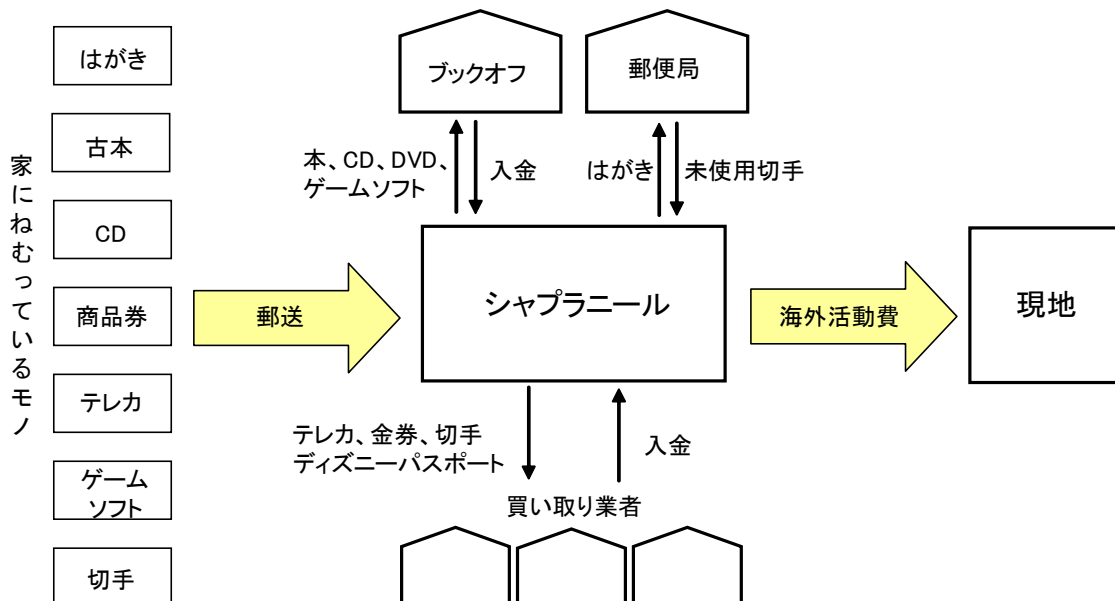 家にねむっているモノ
はがき
古本
CD
商品券
テレカ
ゲーム
ソフト
切手
郵送
ブックオフ
郵便局
本、CD、DVD、
ゲームソフト
入金
はがき
未使用切手
シャプラニール
海外活動費
現地
テレカ、金券、切手
ディズニーパスポート
入金
買い取り業者